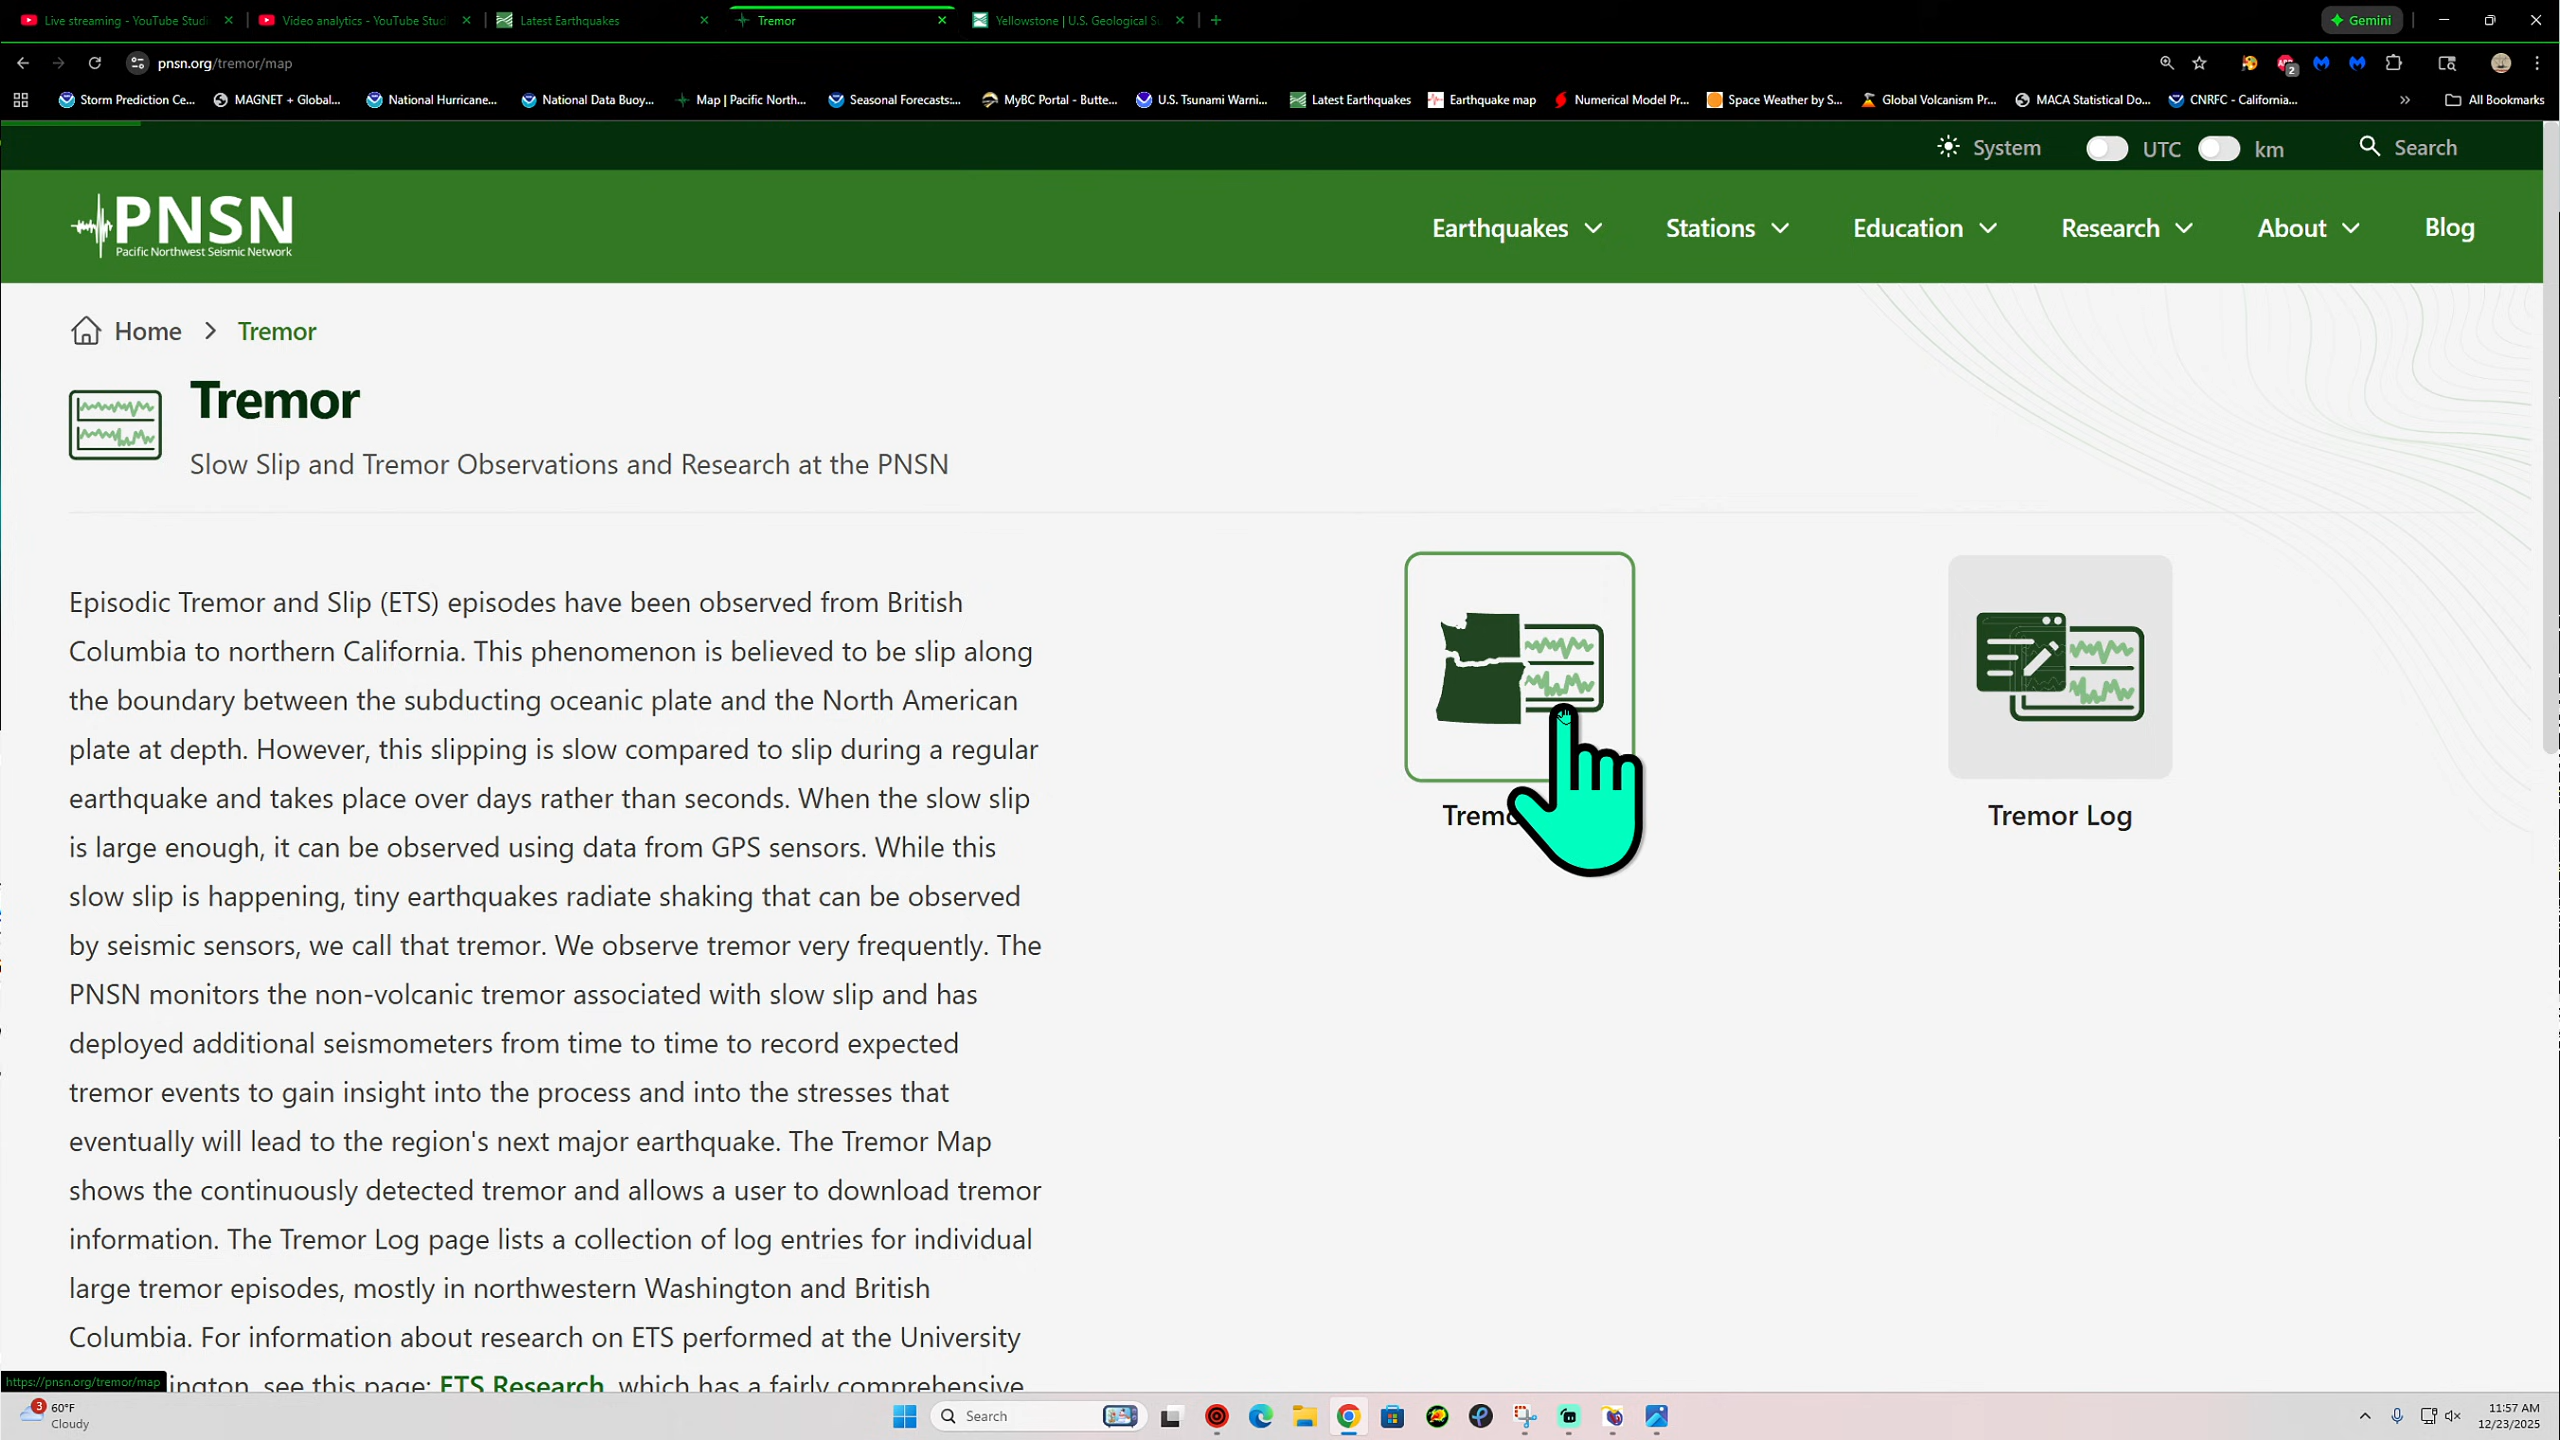 Live streaming - YouTube Studi
Video analytics - YouTube Stud
Latest Earthquakes
Tremor
Yellowstone | U.S. Geological Su
Gemini
pnsn.org/tremor/map
2
Storm Prediction Ce...
MAGNET + Global...
National Hurricane...
National Data Buoy...
Map | Pacific North...
Seasonal Forecasts:...
MyBC Portal - Butte...
U.S. Tsunami Warni...
Latest Earthquakes
Earthquake map
Numerical Model Pr...
Space Weather by S...
Global Volcanism Pr...
MACA Statistical Do...
CNRFC - California...
All Bookmarks
System
UTC
km
Search
PNSN
Pacific Northwest Seismic Network
Earthquakes
Stations
Education
Research
About
Blog
Home > Tremor
Tremor
Slow Slip and Tremor Observations and Research at the PNSN
Episodic Tremor and Slip (ETS) episodes have been observed from British
Columbia to northern California. This phenomenon is believed to be slip along
the boundary between the subducting oceanic plate and the North American
plate at depth. However, this slipping is slow compared to slip during a regular
earthquake and takes place over days rather than seconds. When the slow slip
is large enough, it can be observed using data from GPS sensors. While this
slow slip is happening, tiny earthquakes radiate shaking that can be observed
by seismic sensors, we call that tremor. We observe tremor very frequently. The
PNSN monitors the non-volcanic tremor associated with slow slip and has
deployed additional seismometers from time to time to record expected
tremor events to gain insight into the process and into the stresses that
eventually will lead to the region's next major earthquake. The Tremor Map
shows the continuously detected tremor and allows a user to download tremor
information. The Tremor Log page lists a collection of log entries for individual
large tremor episodes, mostly in northwestern Washington and British
Columbia. For information about research on ETS performed at the University
ington, see this page: ETS Research, which has a fairly comprehensive
Tremo
Tremor Log
https://pnsn.org/tremor/map
3
60°F
Cloudy
Search
11:57 AM
12/23/2025